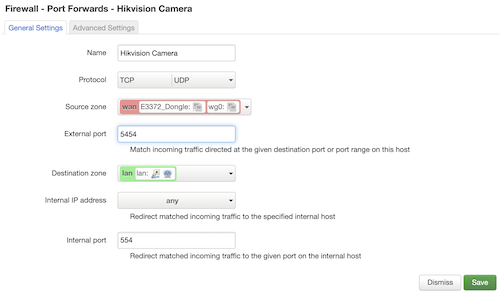 Firewall - Port Forwards - Hikvision Camera
General Settings
Advanced Settings
Name
Hikvision Camera
Protocol
TCP UDP
Source zone
wan E3372_Dongle: wg0:
External port
5454
Match incoming traffic directed at the given destination port or port range on this host
Destination zone
lan lan:
Internal IP address
any
Redirect matched incoming traffic to the specified internal host
Internal port
554
Redirect matched incoming traffic to the given port on the internal host
Dismiss
Save